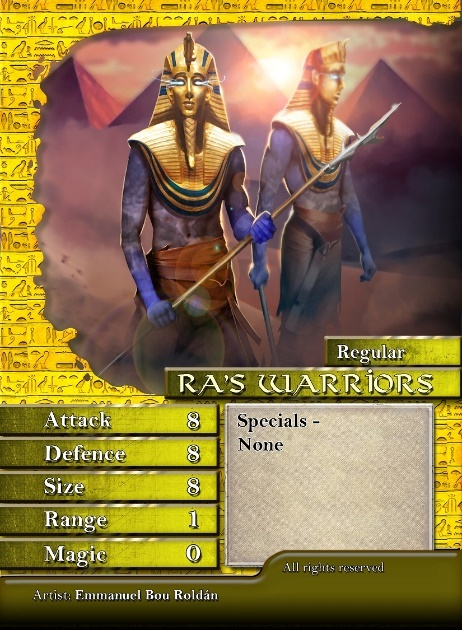 Regular
RA'S WARRIORS
Attack 8
Defence 8
Size 8
Range 1
Magic 0
Specials -
None
All rights reserved
Artist: Emmanuel Bou Roldán